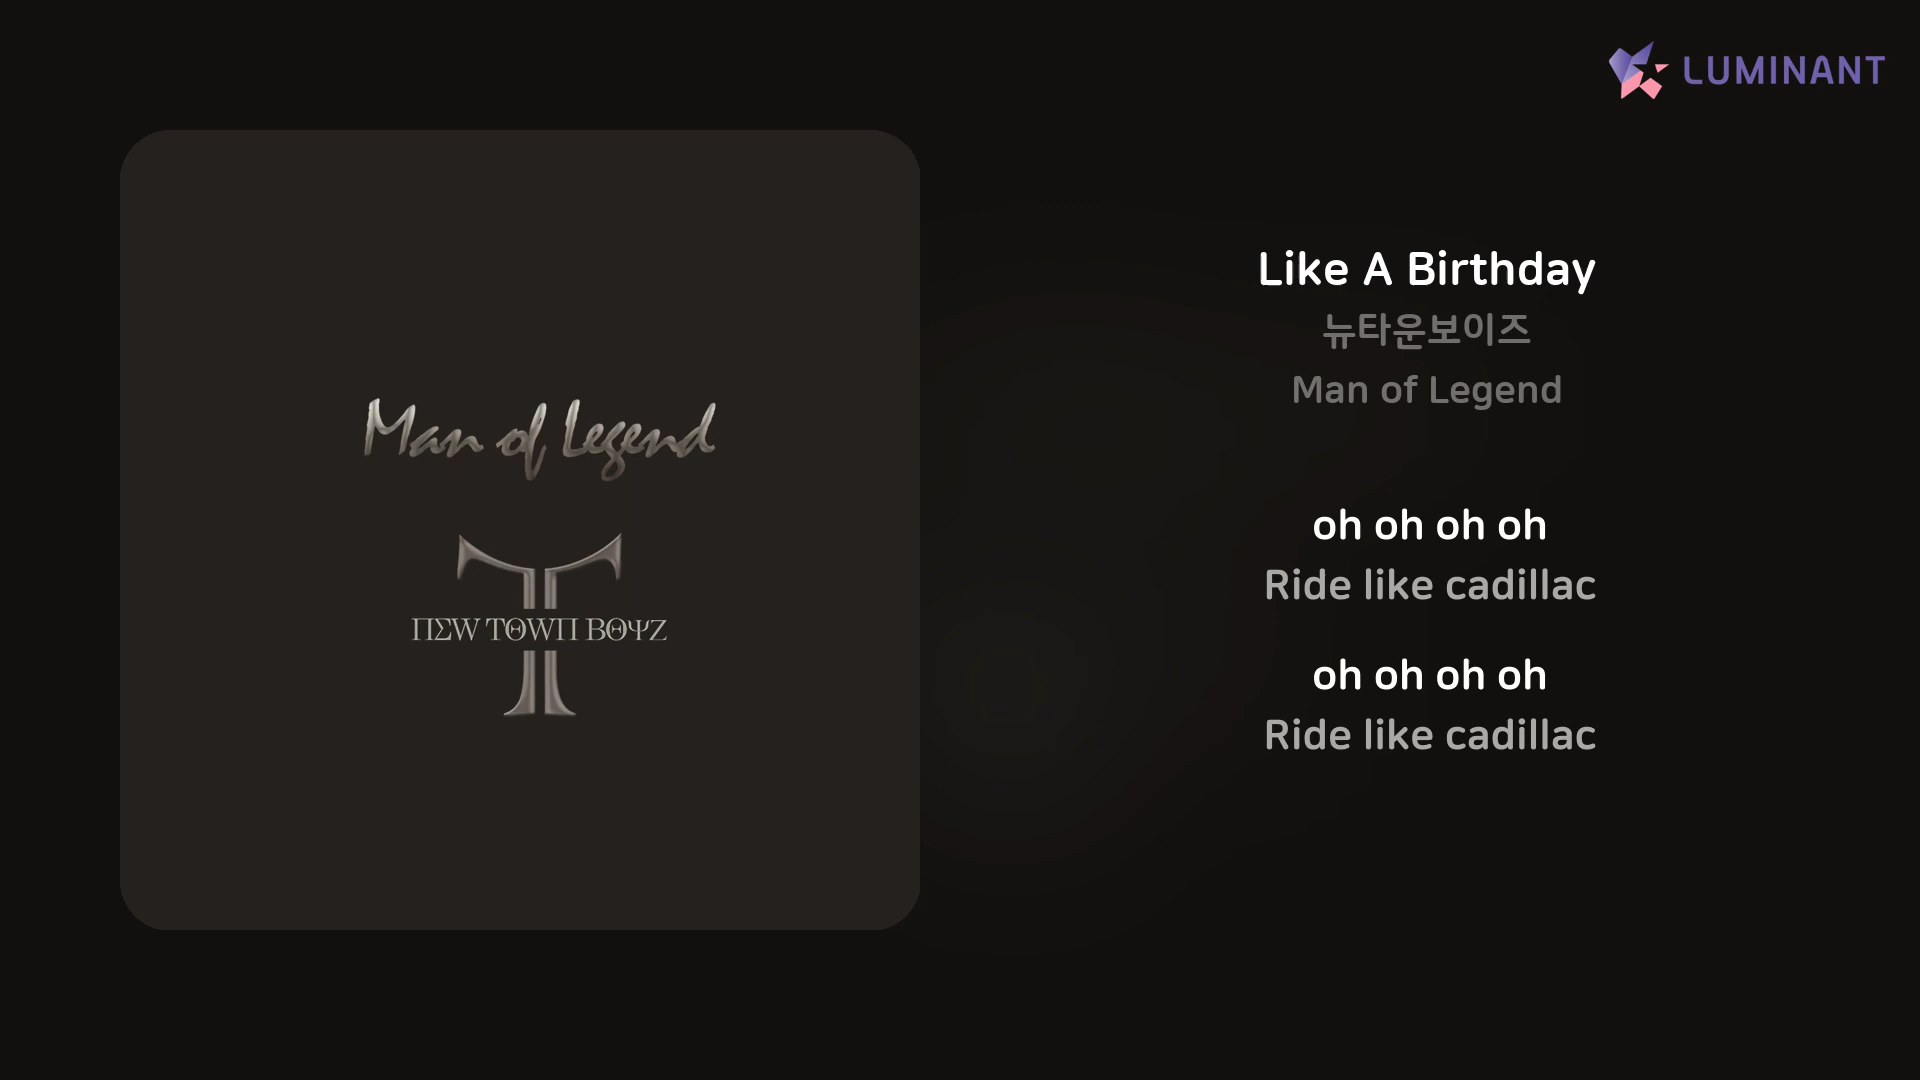 LUMINANT
Man of Legend
ΠΣW TΘWΠ BΘΨZ
Like A Birthday
뉴타운보이즈
Man of Legend
oh oh oh oh
Ride like cadillac
oh oh oh oh
Ride like cadillac